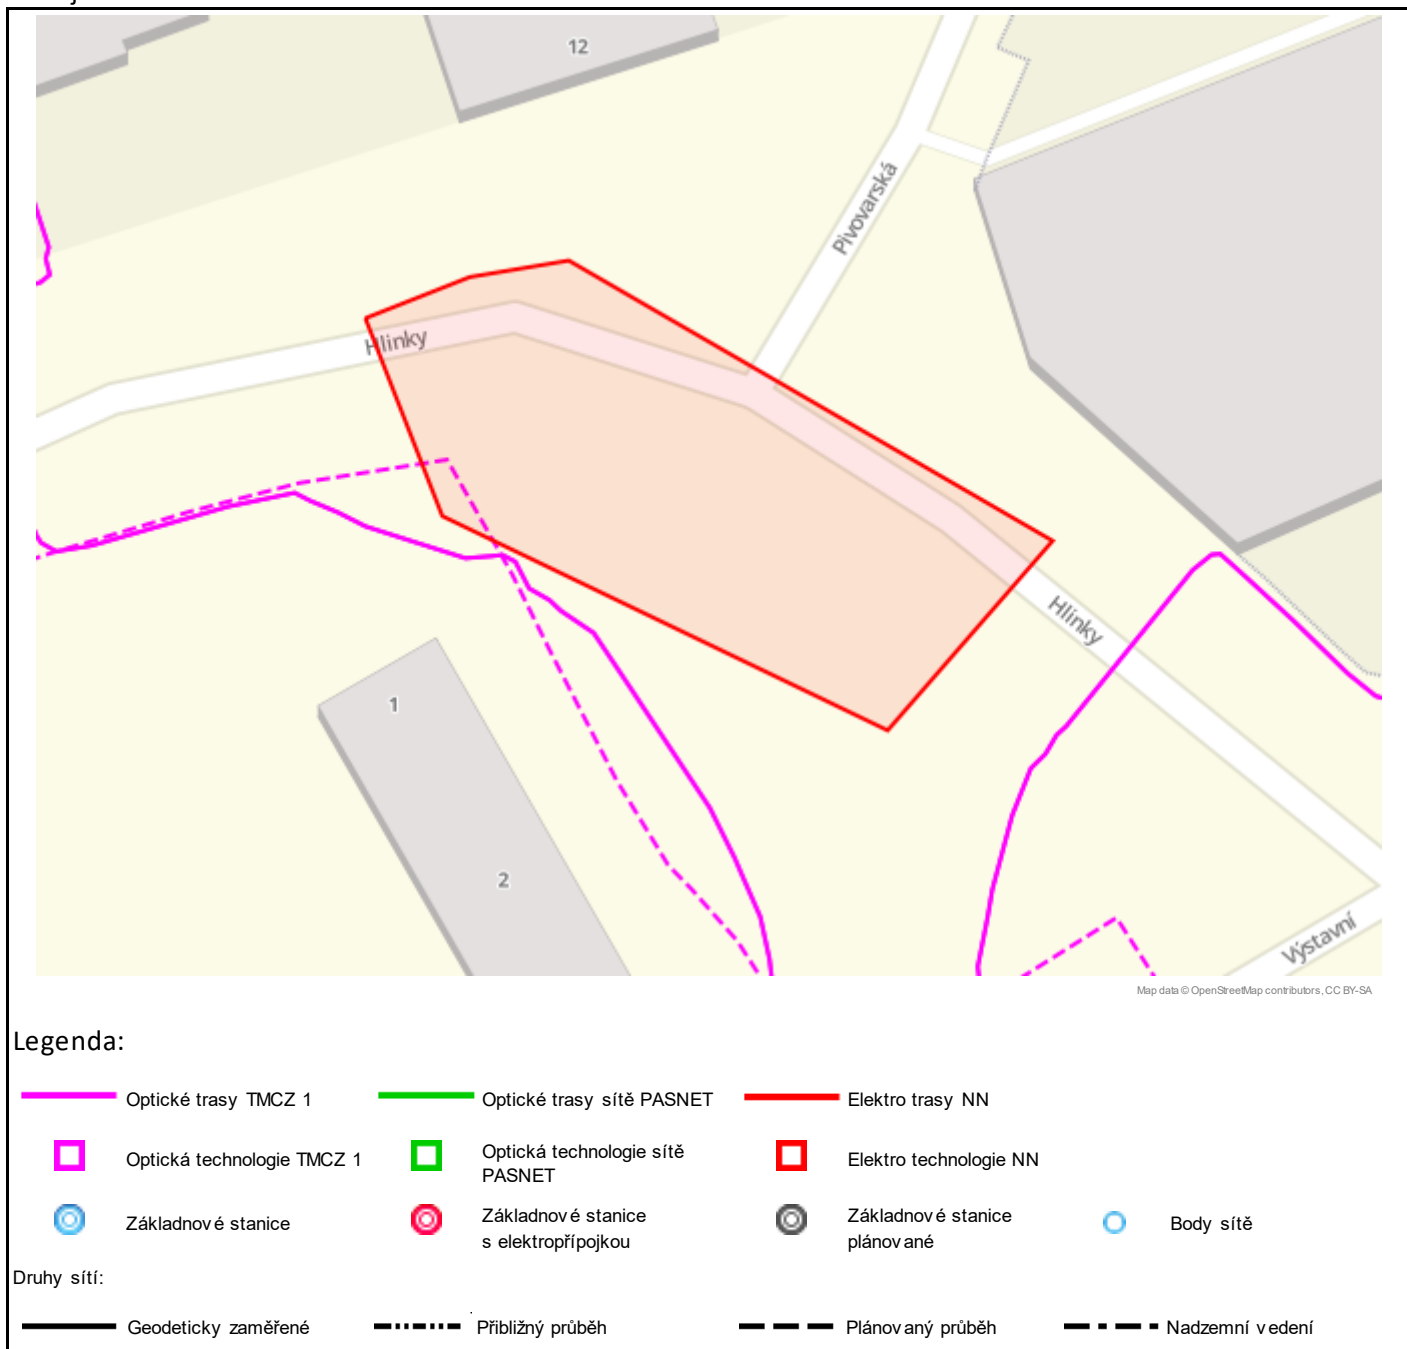 12
Pivovarská
Hlinky
Hlinky
1
2
Výstavní
Map data © OpenStreetMap contributors, CC BY-SA
Legenda:
Optické trasy TMCZ 1
Optické trasy sítě PASNET
Elektro trasy NN
Optická technologie TMCZ 1
Optická technologie sítě
PASNET
Elektro technologie NN
Základnové stanice
Základnové stanice
s elektropřípojkou
Základnové stanice
plánované
Body sítě
Druhy sítí:
Geodeticky zaměřené
Přibližný průběh
Plánovaný průběh
Nadzemní vedení